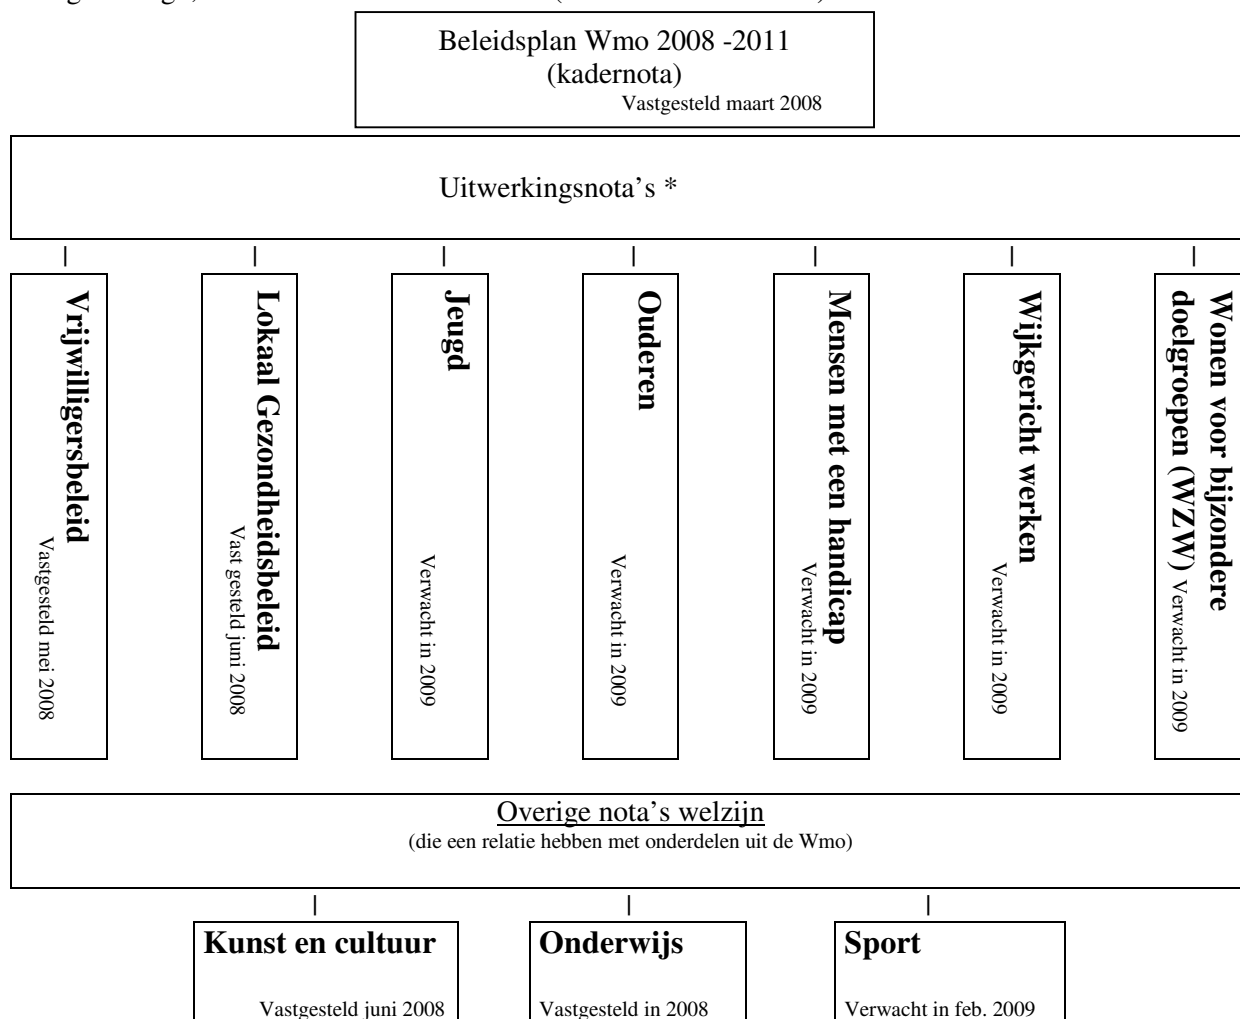 Beleidsplan Wmo 2008 -2011
(kadernota)
Vastgesteld maart 2008
Uitwerkingsnota's *
Vrijwilligersbeleid
Vastgesteld mei 2008
Lokaal Gezondheidsbeleid
Vast gesteld juni 2008
Jeugd
Verwacht in 2009
Ouderen
Verwacht in 2009
Mensen met een handicap
Verwacht in 2009
Wijkgericht werken
Verwacht in 2009
Wonen voor bijzondere
doelgroepen (WZW) Verwacht in 2009
Overige nota's welzijn
(die een relatie hebben met onderdelen uit de Wmo)
Kunst en cultuur
Vastgesteld juni 2008
Onderwijs
Vastgesteld in 2008
Sport
Verwacht in feb. 2009